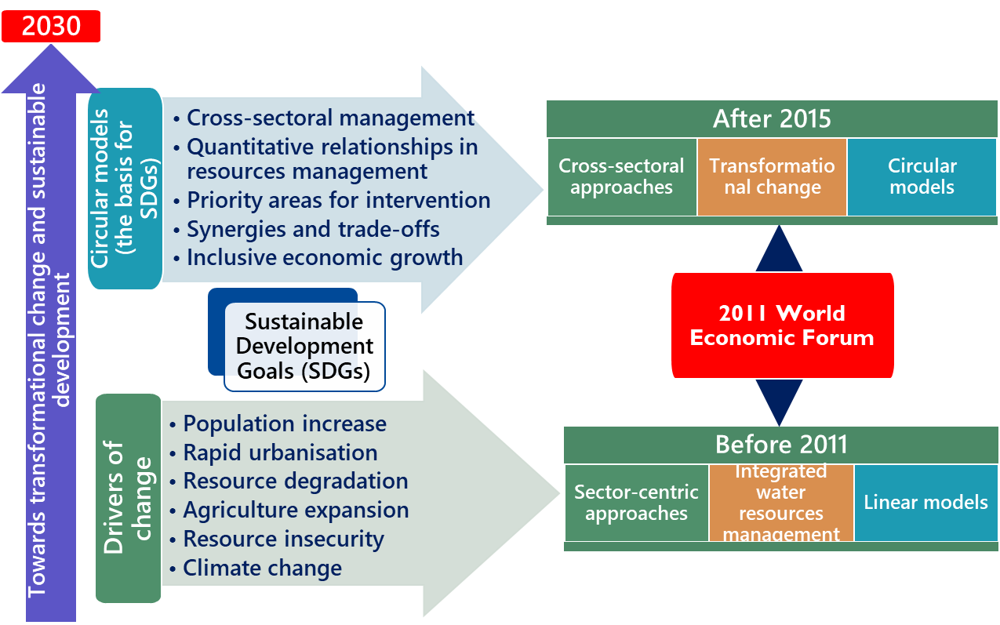 2030
Towards transformational change and sustainable
development
Circular models
(the basis for
SDGs)
• Cross-sectoral management
• Quantitative relationships in
resources management
• Priority areas for intervention
• Synergies and trade-offs
• Inclusive economic growth
After 2015
Cross-sectoral
approaches
Transformatio
nal change
Circular
models
Sustainable
Development
Goals (SDGs)
2011 World
Economic Forum
Drivers of
change
• Population increase
• Rapid urbanisation
• Resource degradation
• Agriculture expansion
• Resource insecurity
• Climate change
Before 2011
Sector-centric
approaches
Integrated
water
resources
management
Linear models